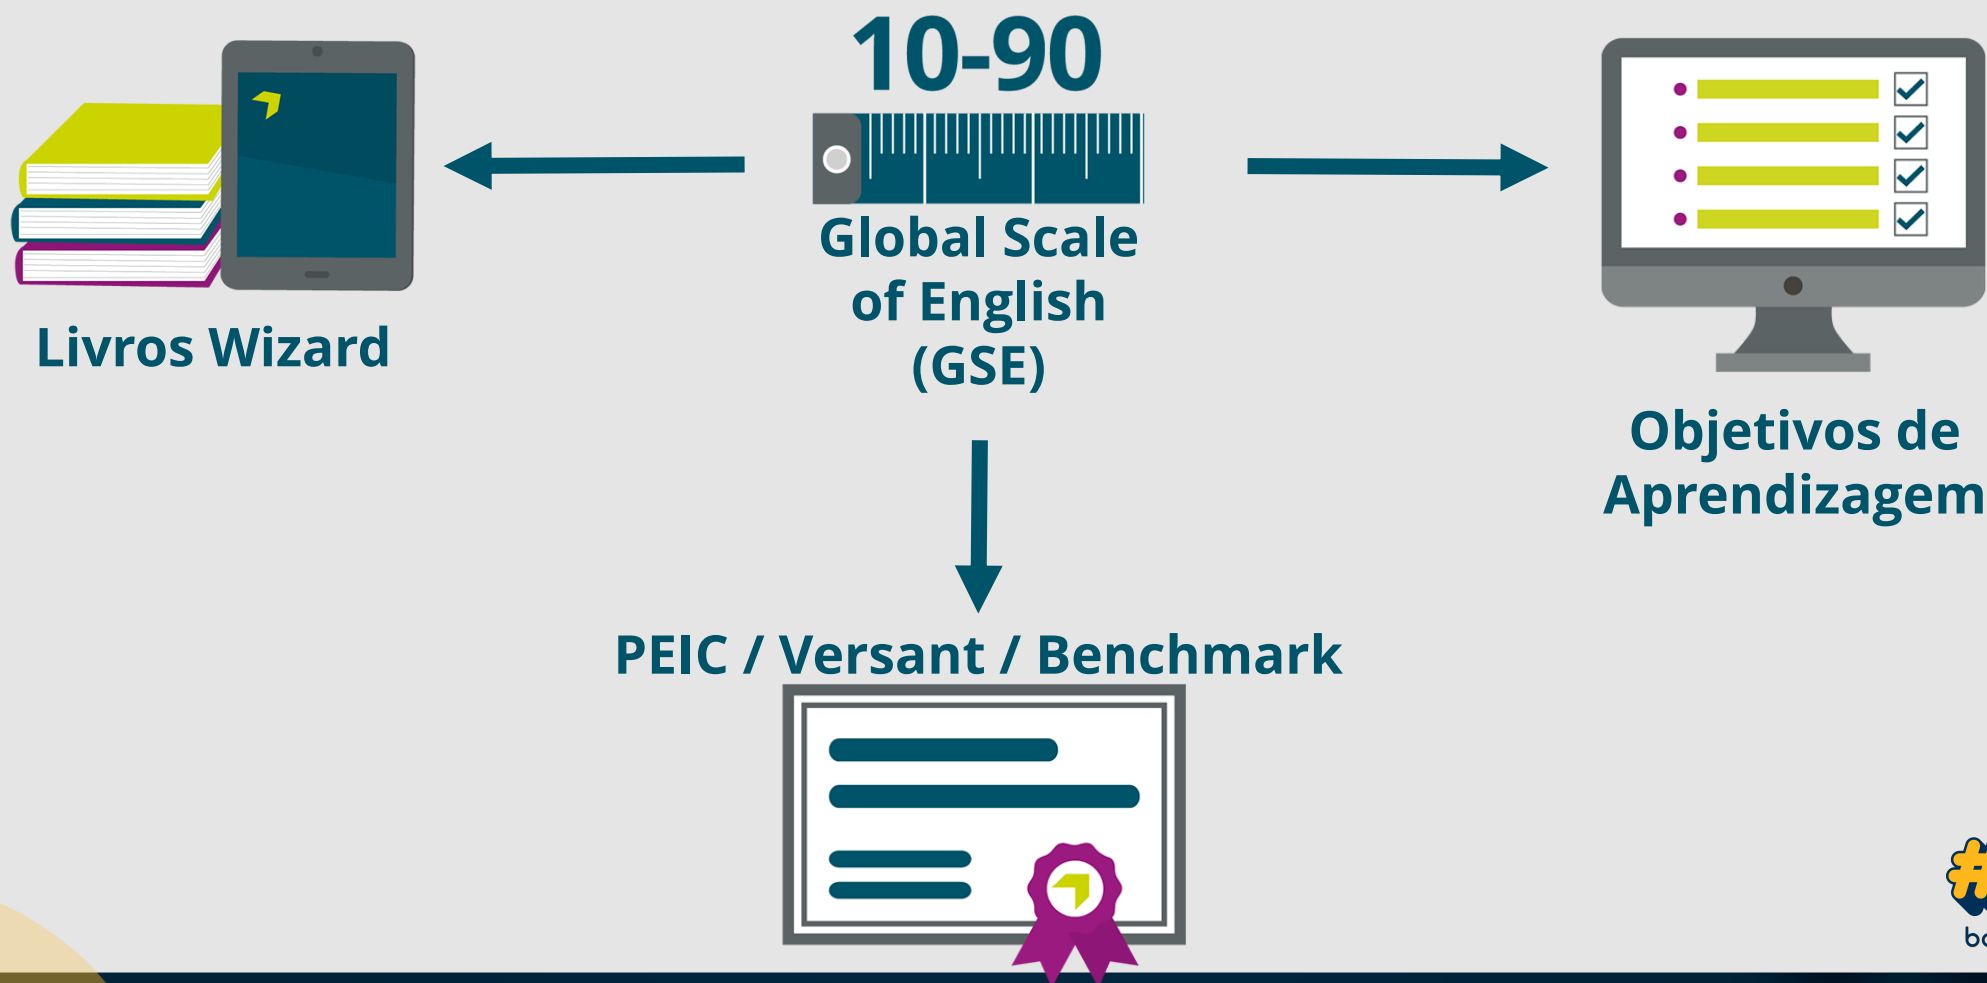 10-90
Global Scale
of English
(GSE)
Livros Wizard
Objetivos de
Aprendizagem
PEIC / Versant / Benchmark
#